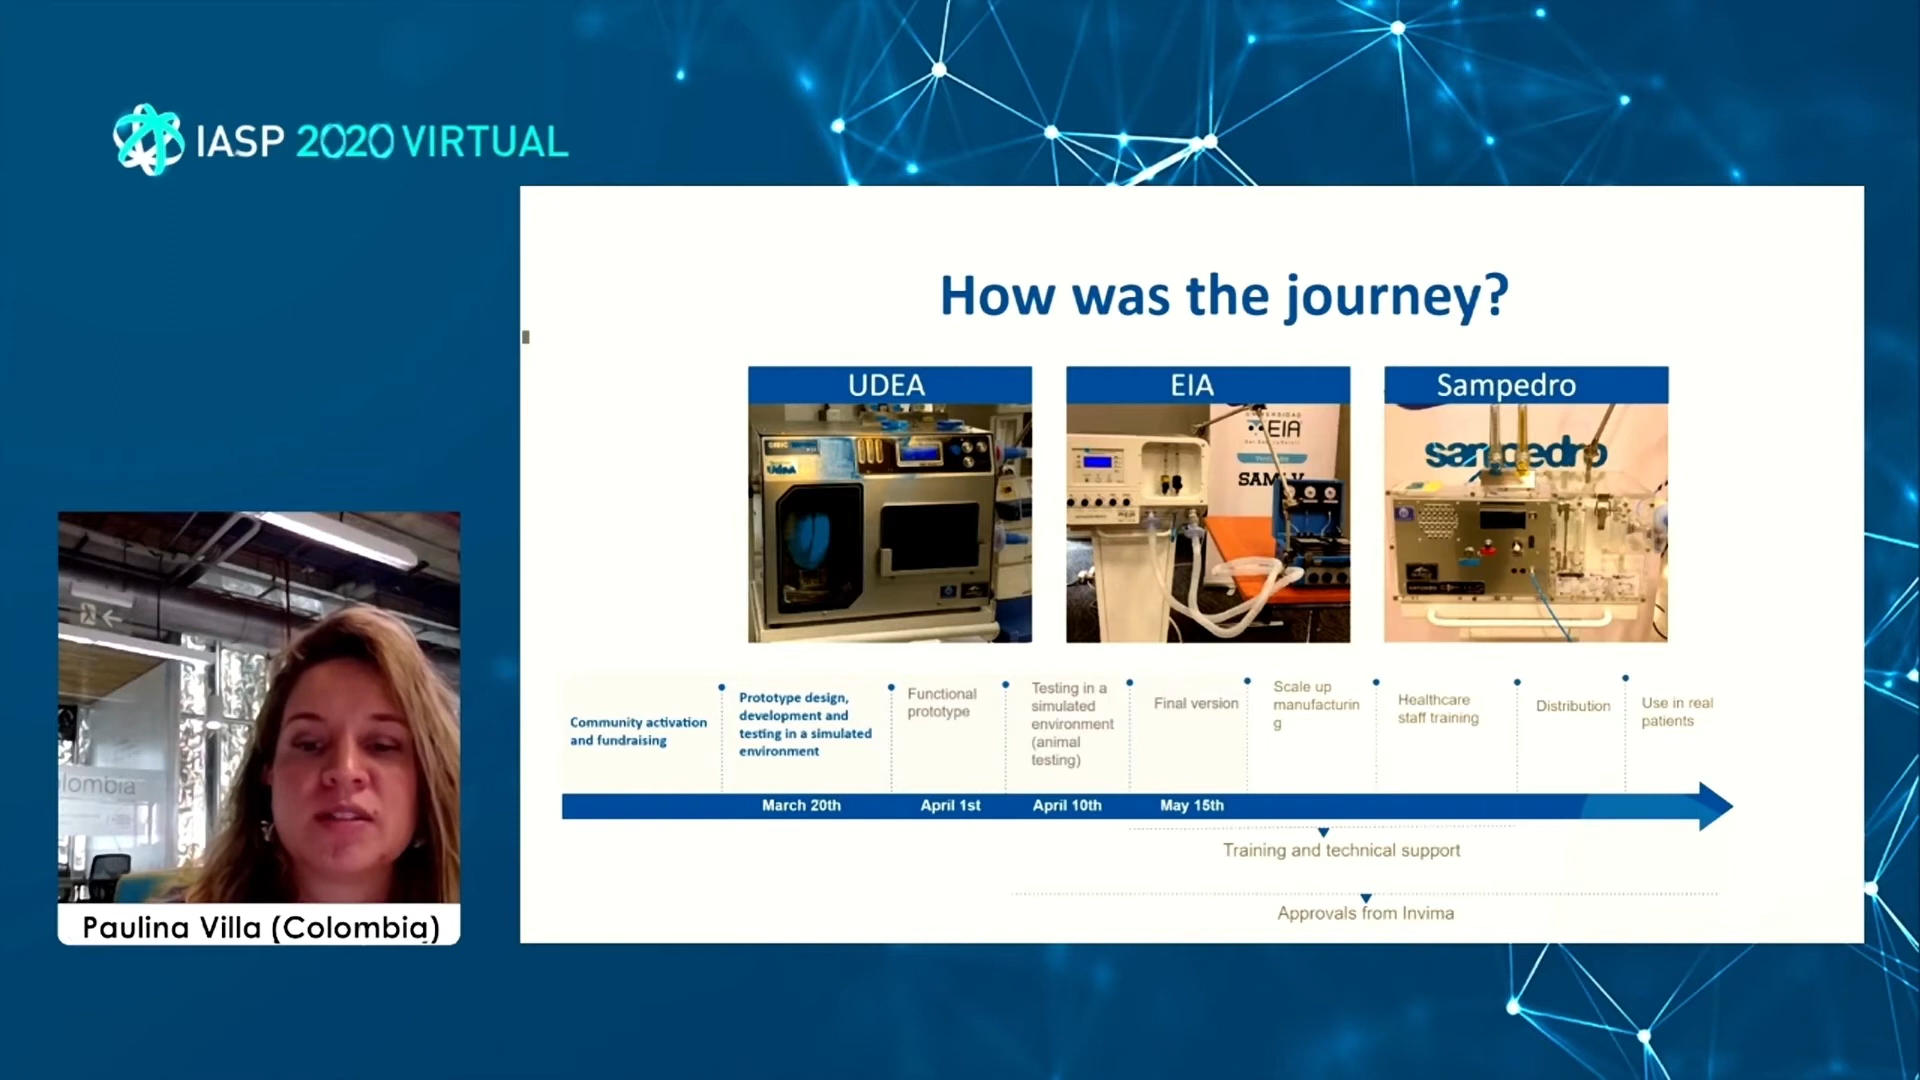 IASP 2020 VIRTUAL
How was the journey?
UDEA
EIA
Sampedro
UdeA
UNIVERSIDAD
EIA
sampedro
Community activation
and fundraising
Prototype design,
development and
testing in a simulated
environment
Functional
prototype
Testing in a
simulated
environment
(animal
testing)
Final version
Scale up
manufacturin
g
Healthcare
staff training
Distribution
Use in real
patients
March 20th
April 1st
April 10th
May 15th
Training and technical support
Approvals from Invima
lombia
Paulina Villa (Colombia)